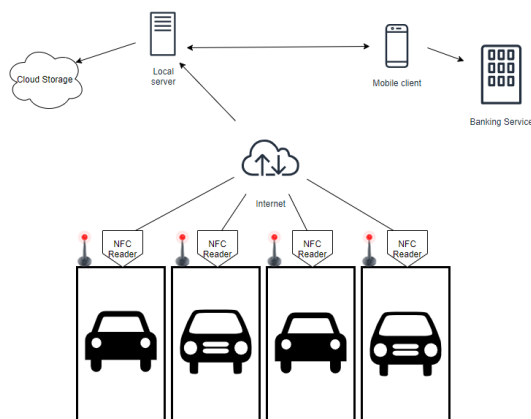 Cloud Storage
Local
server
Mobile client
Banking Service
Internet
NFC
Reader
NFC
Reader
NFC
Reader
NFC
Reader